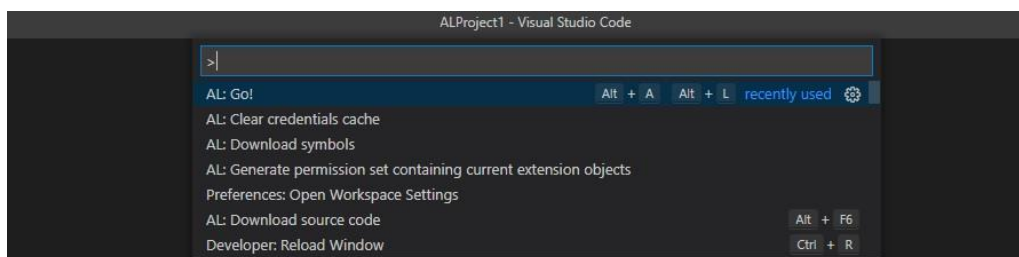 ALProject1 - Visual Studio Code
>
AL: Go! Alt + A Alt + L recently used
AL: Clear credentials cache
AL: Download symbols
AL: Generate permission set containing current extension objects
Preferences: Open Workspace Settings
AL: Download source code Alt + F6
Developer: Reload Window Ctrl + R